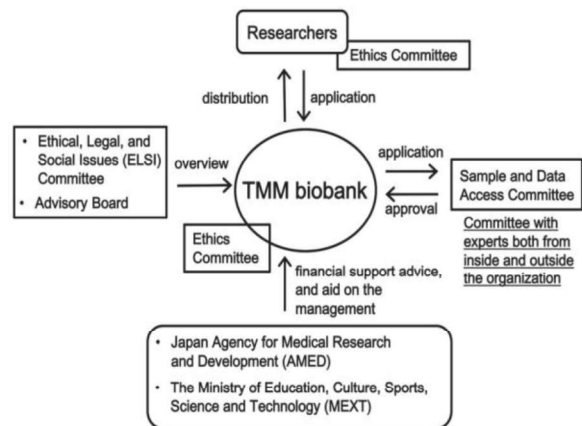 Researchers
Ethics Committee
distribution
application
• Ethical, Legal, and
Social Issues (ELSI)
Committee
• Advisory Board
overview
TMM biobank
application
approval
Sample and Data
Access Committee
Committee with
experts both from
inside and outside
the organization
Ethics
Committee
financial support advice,
and aid on the
management
• Japan Agency for Medical Research
and Development (AMED)
• The Ministry of Education, Culture, Sports,
Science and Technology (MEXT)